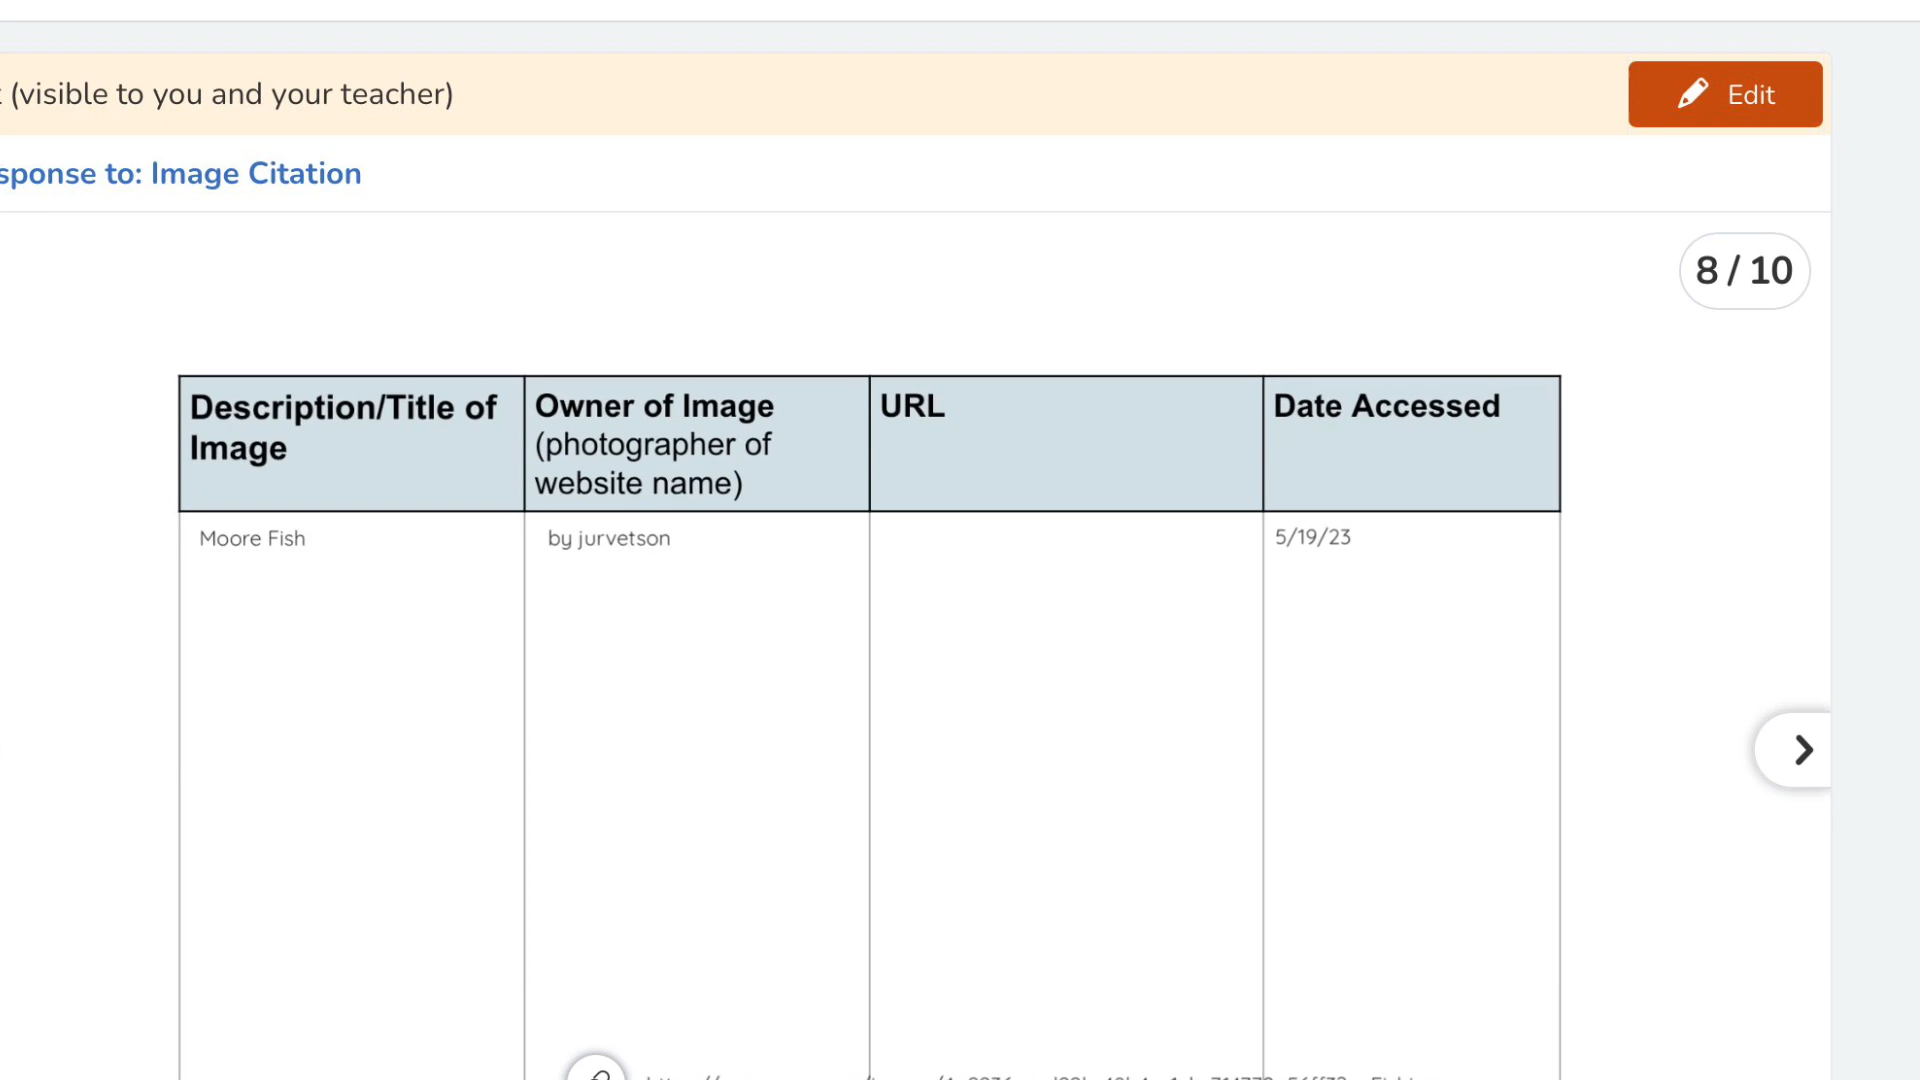 (visible to you and your teacher)
Edit
sponse to: Image Citation
8 / 10
Description/Title of Image
Owner of Image (photographer of website name)
URL
Date Accessed
Moore Fish
by jurvetson
5/19/23